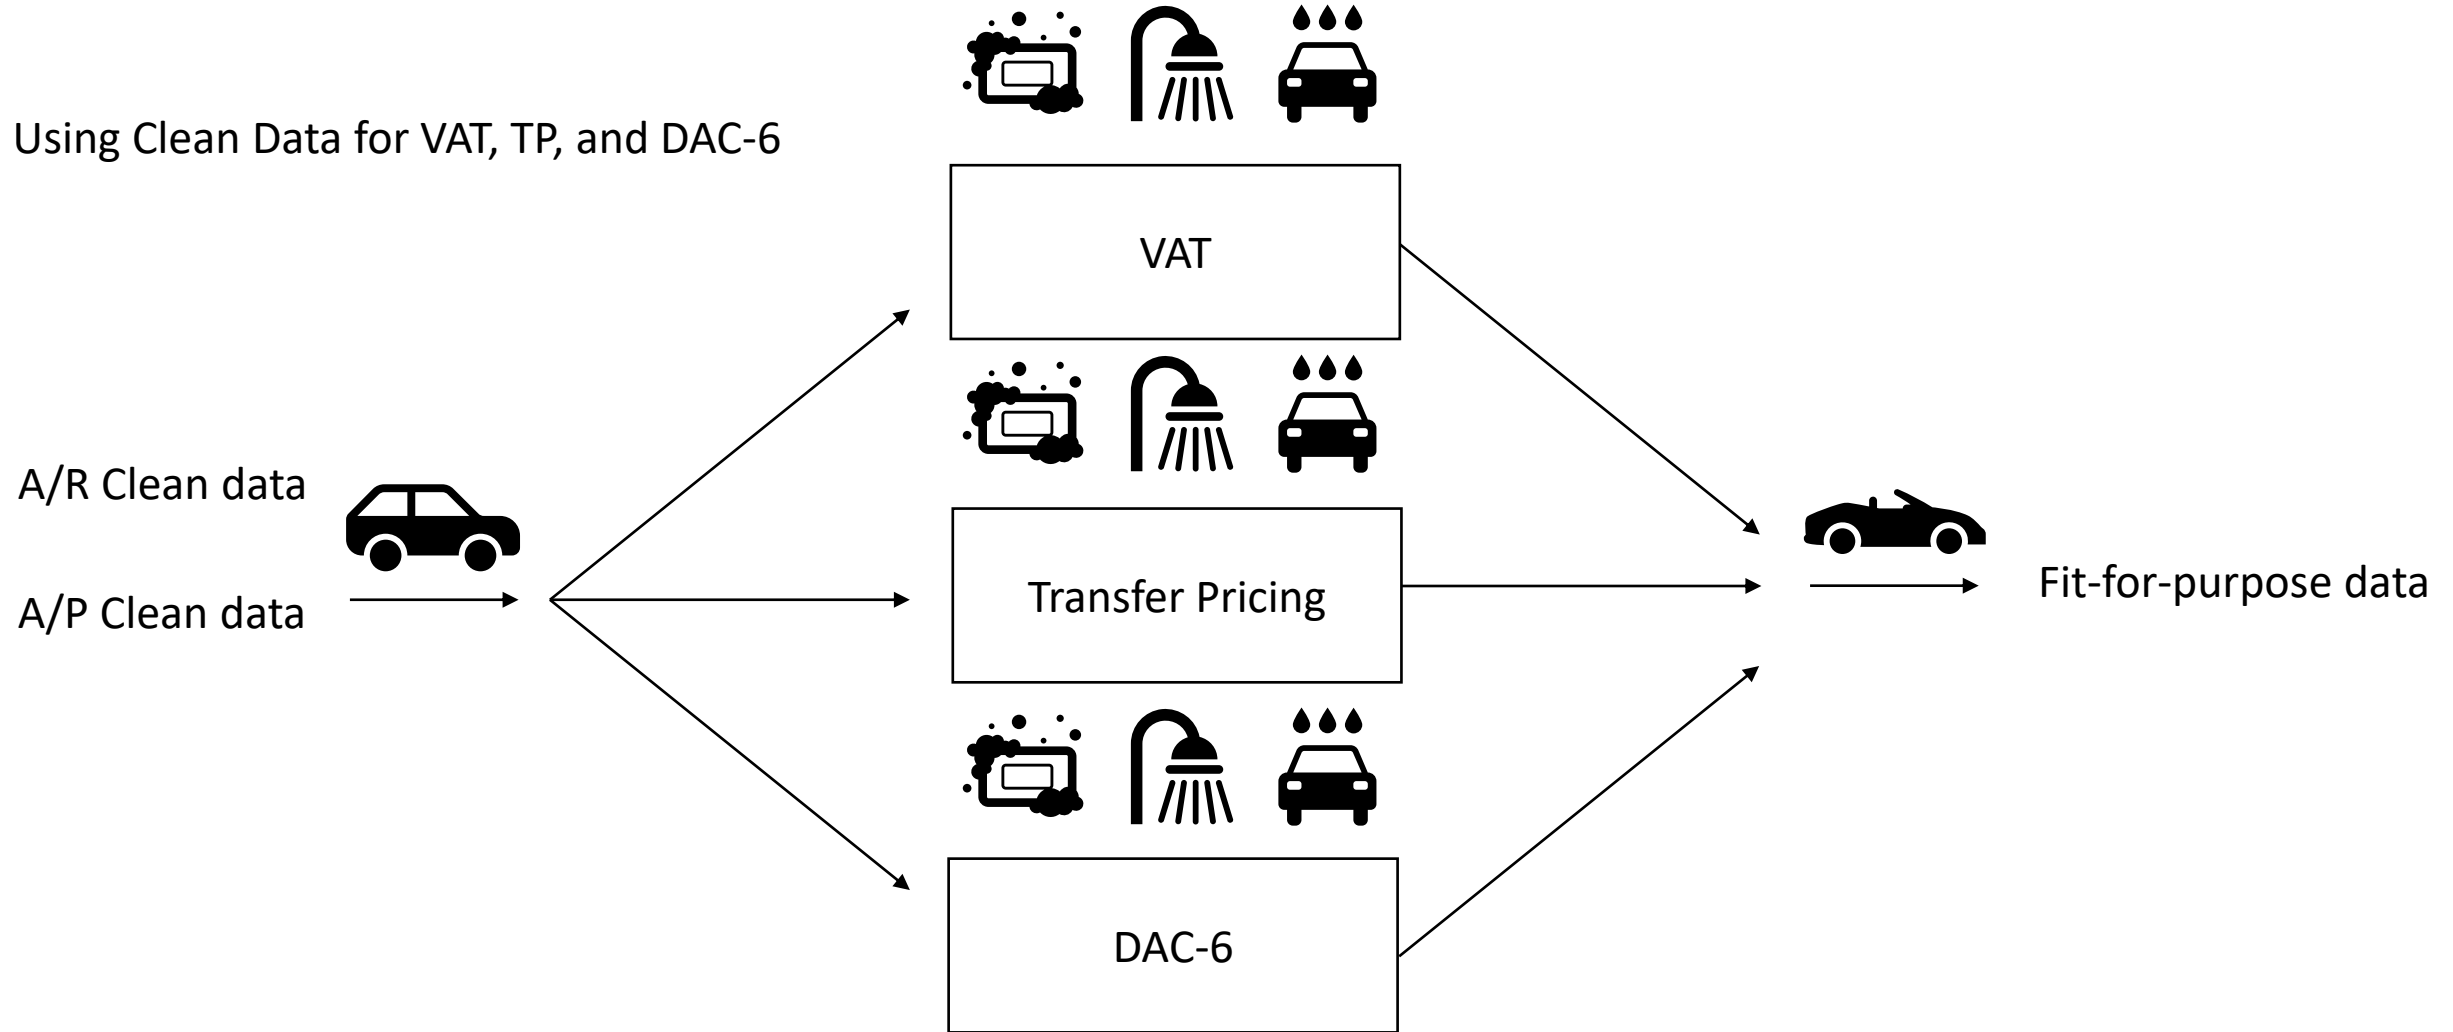 Using Clean Data for VAT, TP, and DAC-6
VAT
A/R Clean data
A/P Clean data
Transfer Pricing
Fit-for-purpose data
DAC-6